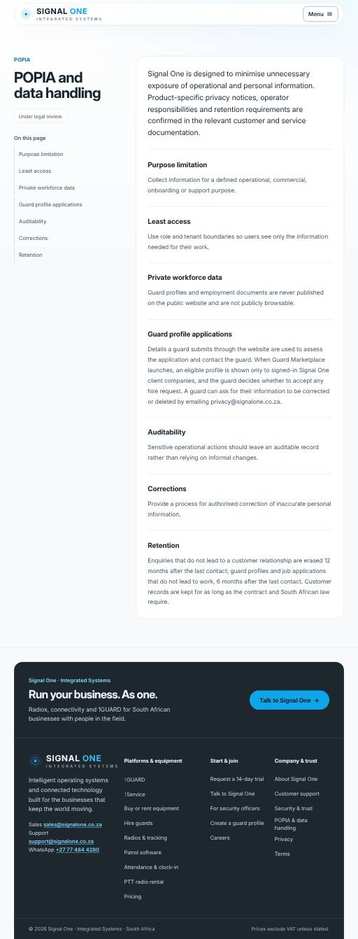 SIGNAL ONE
INTEGRATED SYSTEMS
Menu
POPIA
POPIA and
data handling
Under legal review
On this page
Purpose limitation
Least access
Private workforce data
Guard profile applications
Auditability
Corrections
Retention
Signal One is designed to minimise unnecessary
exposure of operational and personal information.
Product-specific privacy notices, operator
responsibilities and retention requirements are
confirmed in the relevant customer and service
documentation.
Purpose limitation
Collect information for a defined operational, commercial,
onboarding or support purpose.
Least access
Use role and tenant boundaries so users see only the information
needed for their work.
Private workforce data
Guard profiles and employment documents are never published
on the public website and are not publicly browsable.
Guard profile applications
Details a guard submits through the website are used to assess
the application and contact the guard. When Guard Marketplace
launches, an eligible profile is shown only to signed-in Signal One
client companies, and the guard decides whether to accept any
hire request. A guard can ask for their information to be corrected
or deleted by emailing privacy@signalone.co.za.
Auditability
Sensitive operational actions should leave an auditable record
rather than relying on informal changes.
Corrections
Provide a process for authorised correction of inaccurate personal
information.
Retention
Enquiries that do not lead to a customer relationship are erased 12
months after the last contact; guard profiles and job applications
that do not lead to work, 6 months after the last contact. Customer
records are kept for as long as the contract and South African law
require.
Signal One · Integrated Systems
Run your business. As one.
Radios, connectivity and 1GUARD for South African
businesses with people in the field.
Talk to Signal One →
SIGNAL ONE
INTEGRATED SYSTEMS
Intelligent operating systems
and connected technology
built for the businesses that
keep the world moving.
Sales sales@signalone.co.za
Support
support@signalone.co.za
WhatsApp +27 77 464 4280
Platforms & equipment
1GUARD
1Service
Buy or rent equipment
Hire guards
Radios & tracking
Patrol software
Attendance & clock-in
PTT radio rental
Pricing
Start & join
Request a 14-day trial
Talk to Signal One
For security officers
Create a guard profile
Careers
Company & trust
About Signal One
Customer support
Security & trust
POPIA & data
handling
Privacy
Terms
© 2026 Signal One · Integrated Systems · South Africa
Prices exclude VAT unless stated.